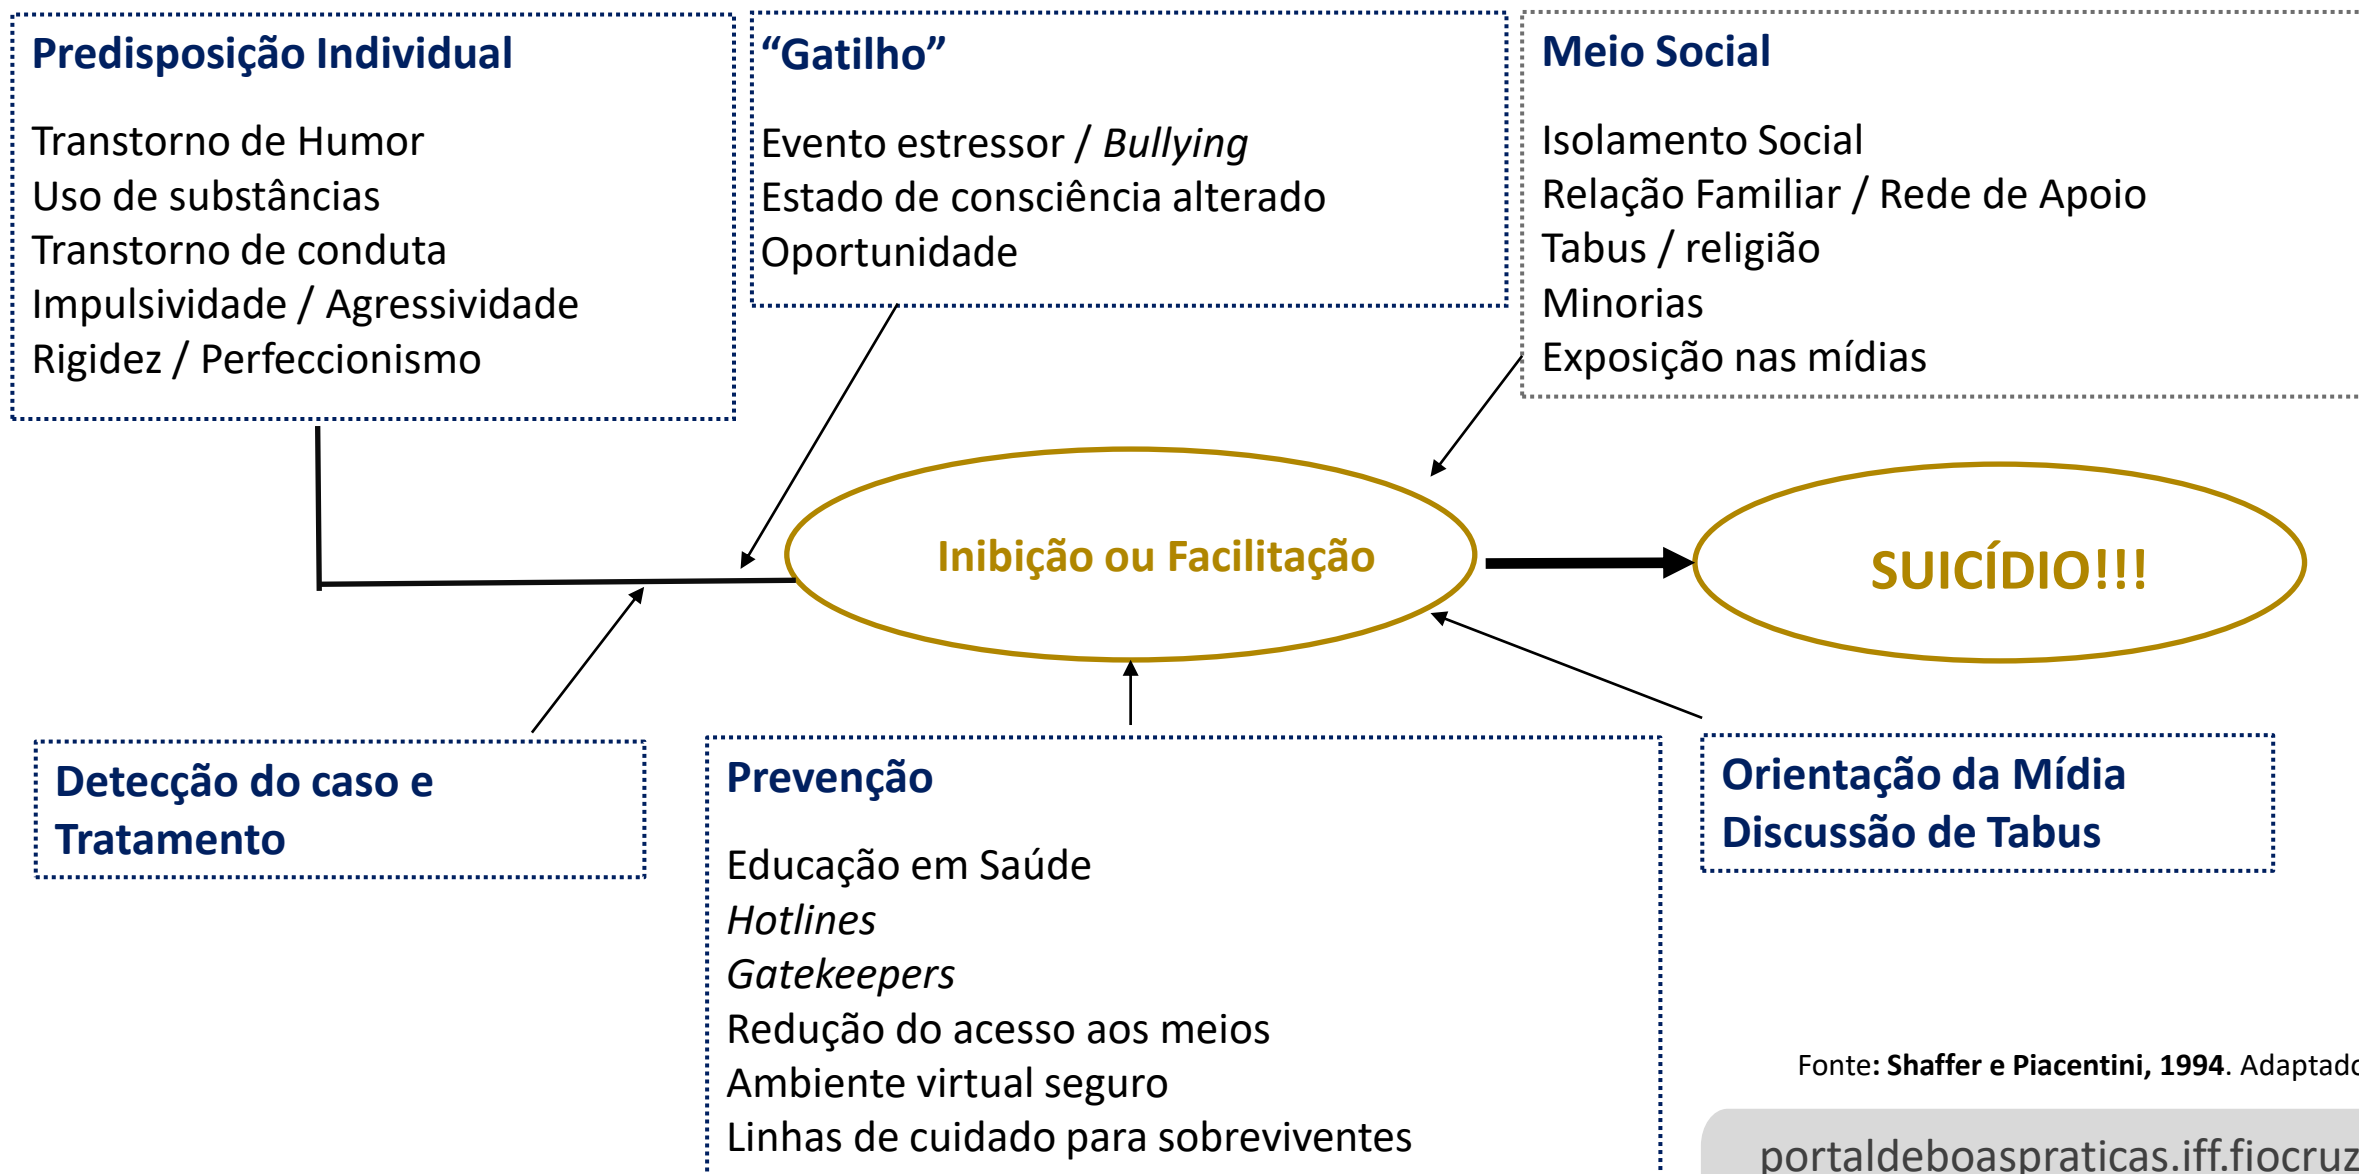 Predisposição Individual
Transtorno de Humor
Uso de substâncias
Transtorno de conduta
Impulsividade / Agressividade
Rigidez / Perfeccionismo
“Gatilho”
Evento estressor / Bullying
Estado de consciência alterado
Oportunidade
Meio Social
Isolamento Social
Relação Familiar / Rede de Apoio
Tabus / religião
Minorias
Exposição nas mídias
Inibição ou Facilitação
SUICÍDIO!!!
Detecção do caso e
Tratamento
Prevenção
Educação em Saúde
Hotlines
Gatekeepers
Redução do acesso aos meios
Ambiente virtual seguro
Linhas de cuidado para sobreviventes
Orientação da Mídia
Discussão de Tabus
Fonte: Shaffer e Piacentini, 1994. Adaptado
portaldeboaspraticas.iff.fiocruz